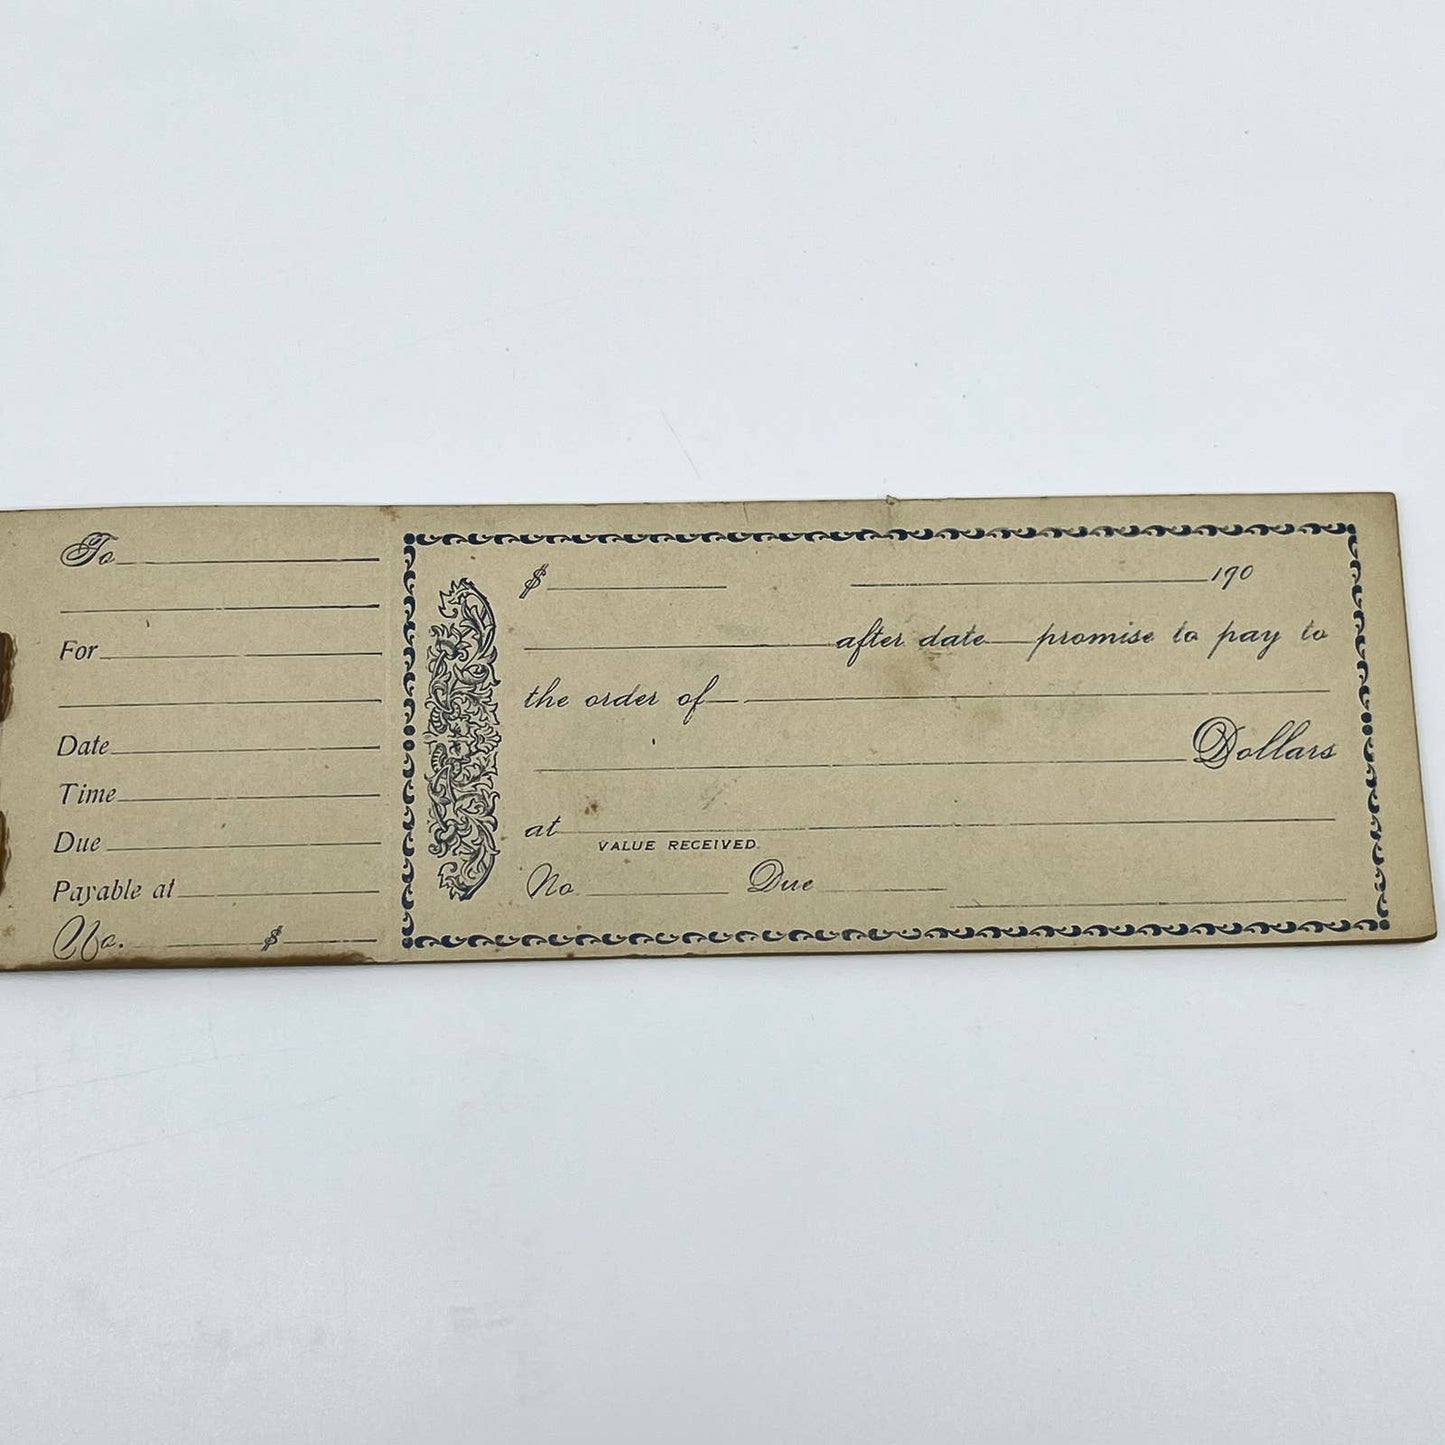 To
For
Date
Time
Due
Payable at
No. $
$ 190
after date promise to pay to
the order of
Dollars
at
VALUE RECEIVED.
No. Due